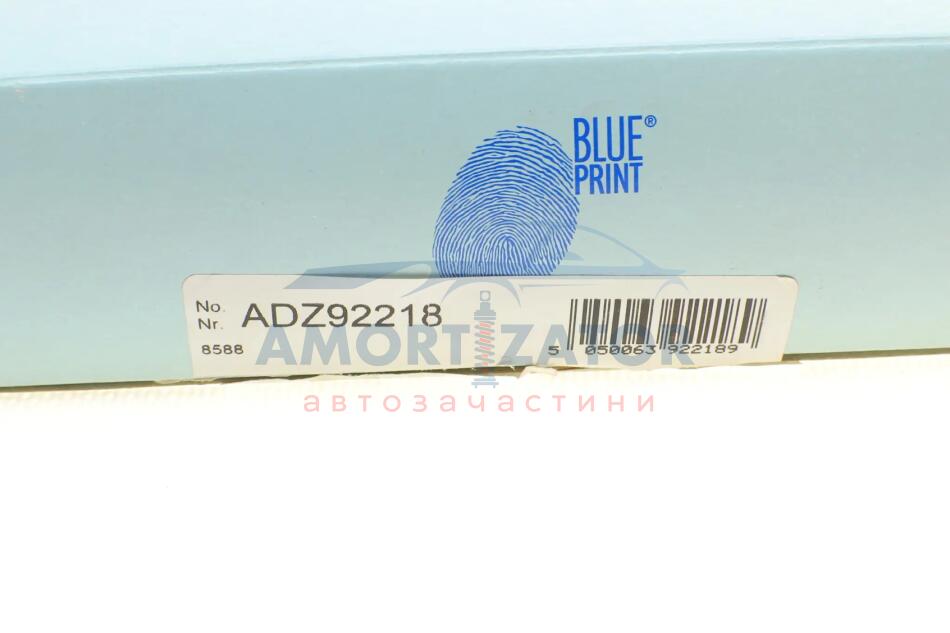 BLUE®
PRINT
No.
Nr.
ADZ92218
8588
5 050063 922189
AMORTIZATOR
автозачастини